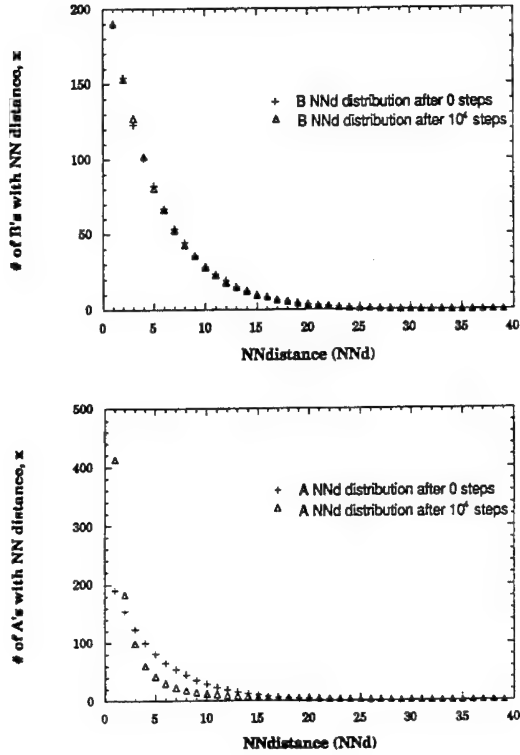 200
150
100
50
0
# of B's with NN distance, x
+ B NNd distribution after 0 steps
△ B NNd distribution after 10⁴ steps
0 5 10 15 20 25 30 35 40
NNdistance (NNd)
500
400
300
200
100
0
# of A's with NN distance, x
+ A NNd distribution after 0 steps
△ A NNd distribution after 10⁴ steps
0 5 10 15 20 25 30 35 40
NNdistance (NNd)